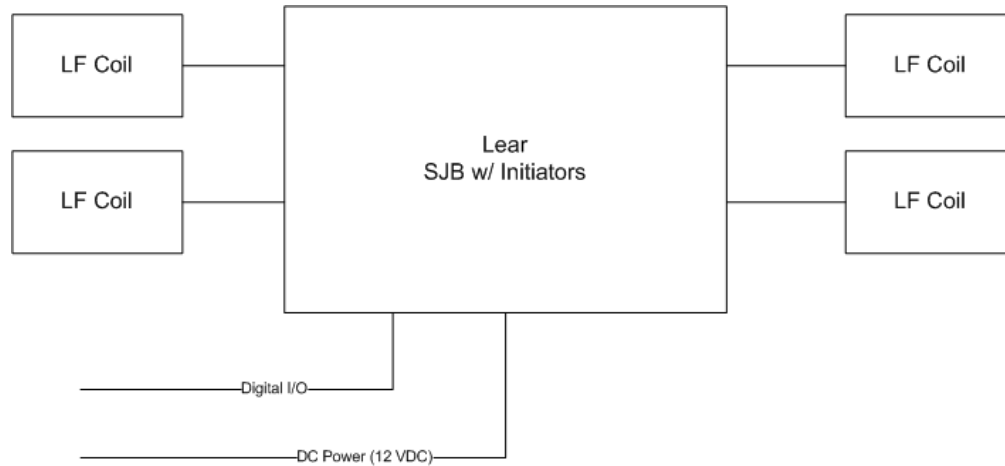 LF Coil
LF Coil
Lear
SJB w/ Initiators
LF Coil
LF Coil
Digital I/O
DC Power (12 VDC)